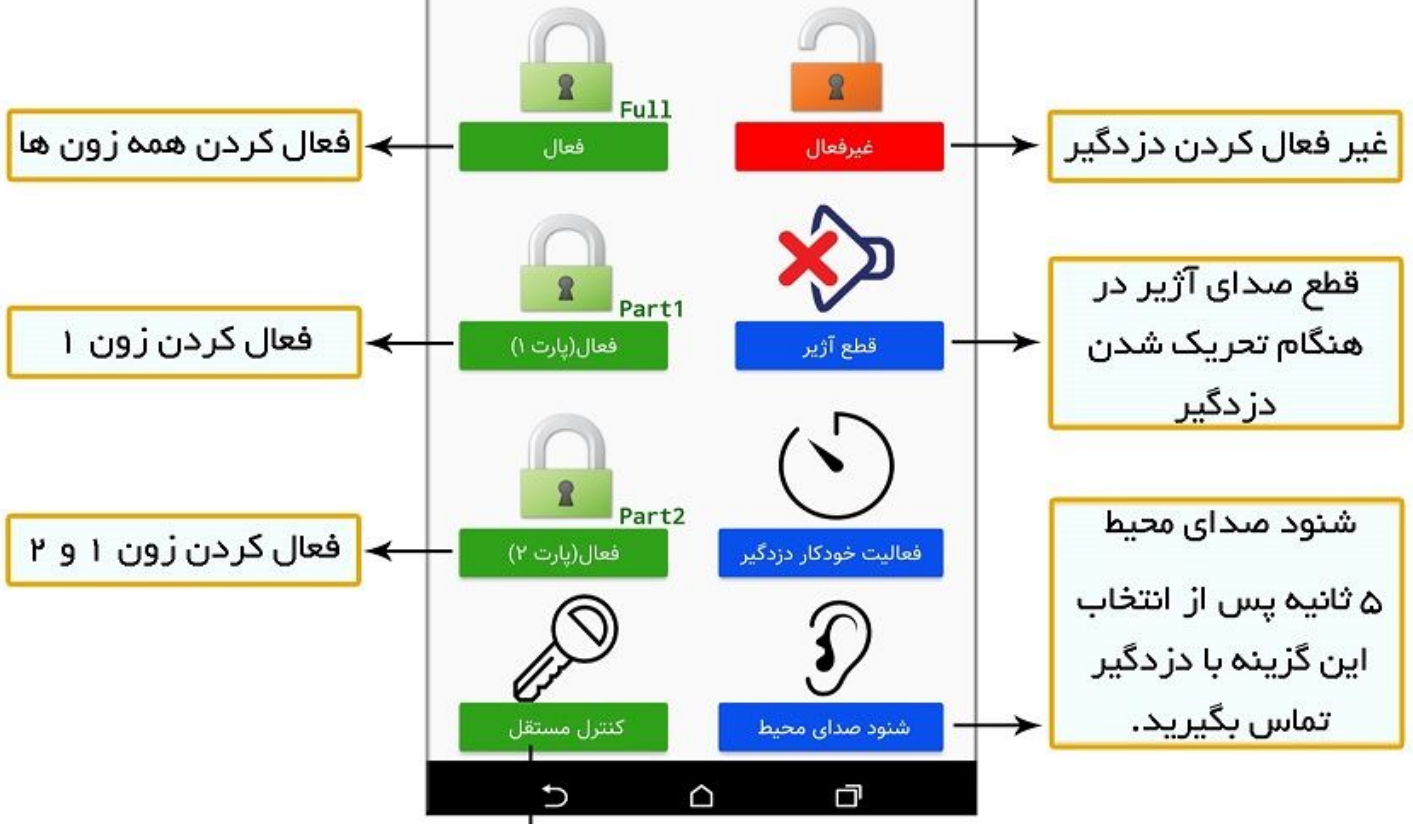 Full
فعال
غیرفعال
فعال کردن همه زون ها
غیر فعال کردن دزدگیر
Part1
فعال(پارت ۱)
قطع آژیر
فعال کردن زون ۱
قطع صدای آژیر در
هنگام تحریک شدن
دزدگیر
Part2
فعال(پارت ۲)
فعالیت خودکار دزدگیر
فعال کردن زون ۱ و ۲
کنترل مستقل
شنود صدای محیط
شنود صدای محیط
۵ ثانیه پس از انتخاب
این گزینه با دزدگیر
تماس بگیرید.